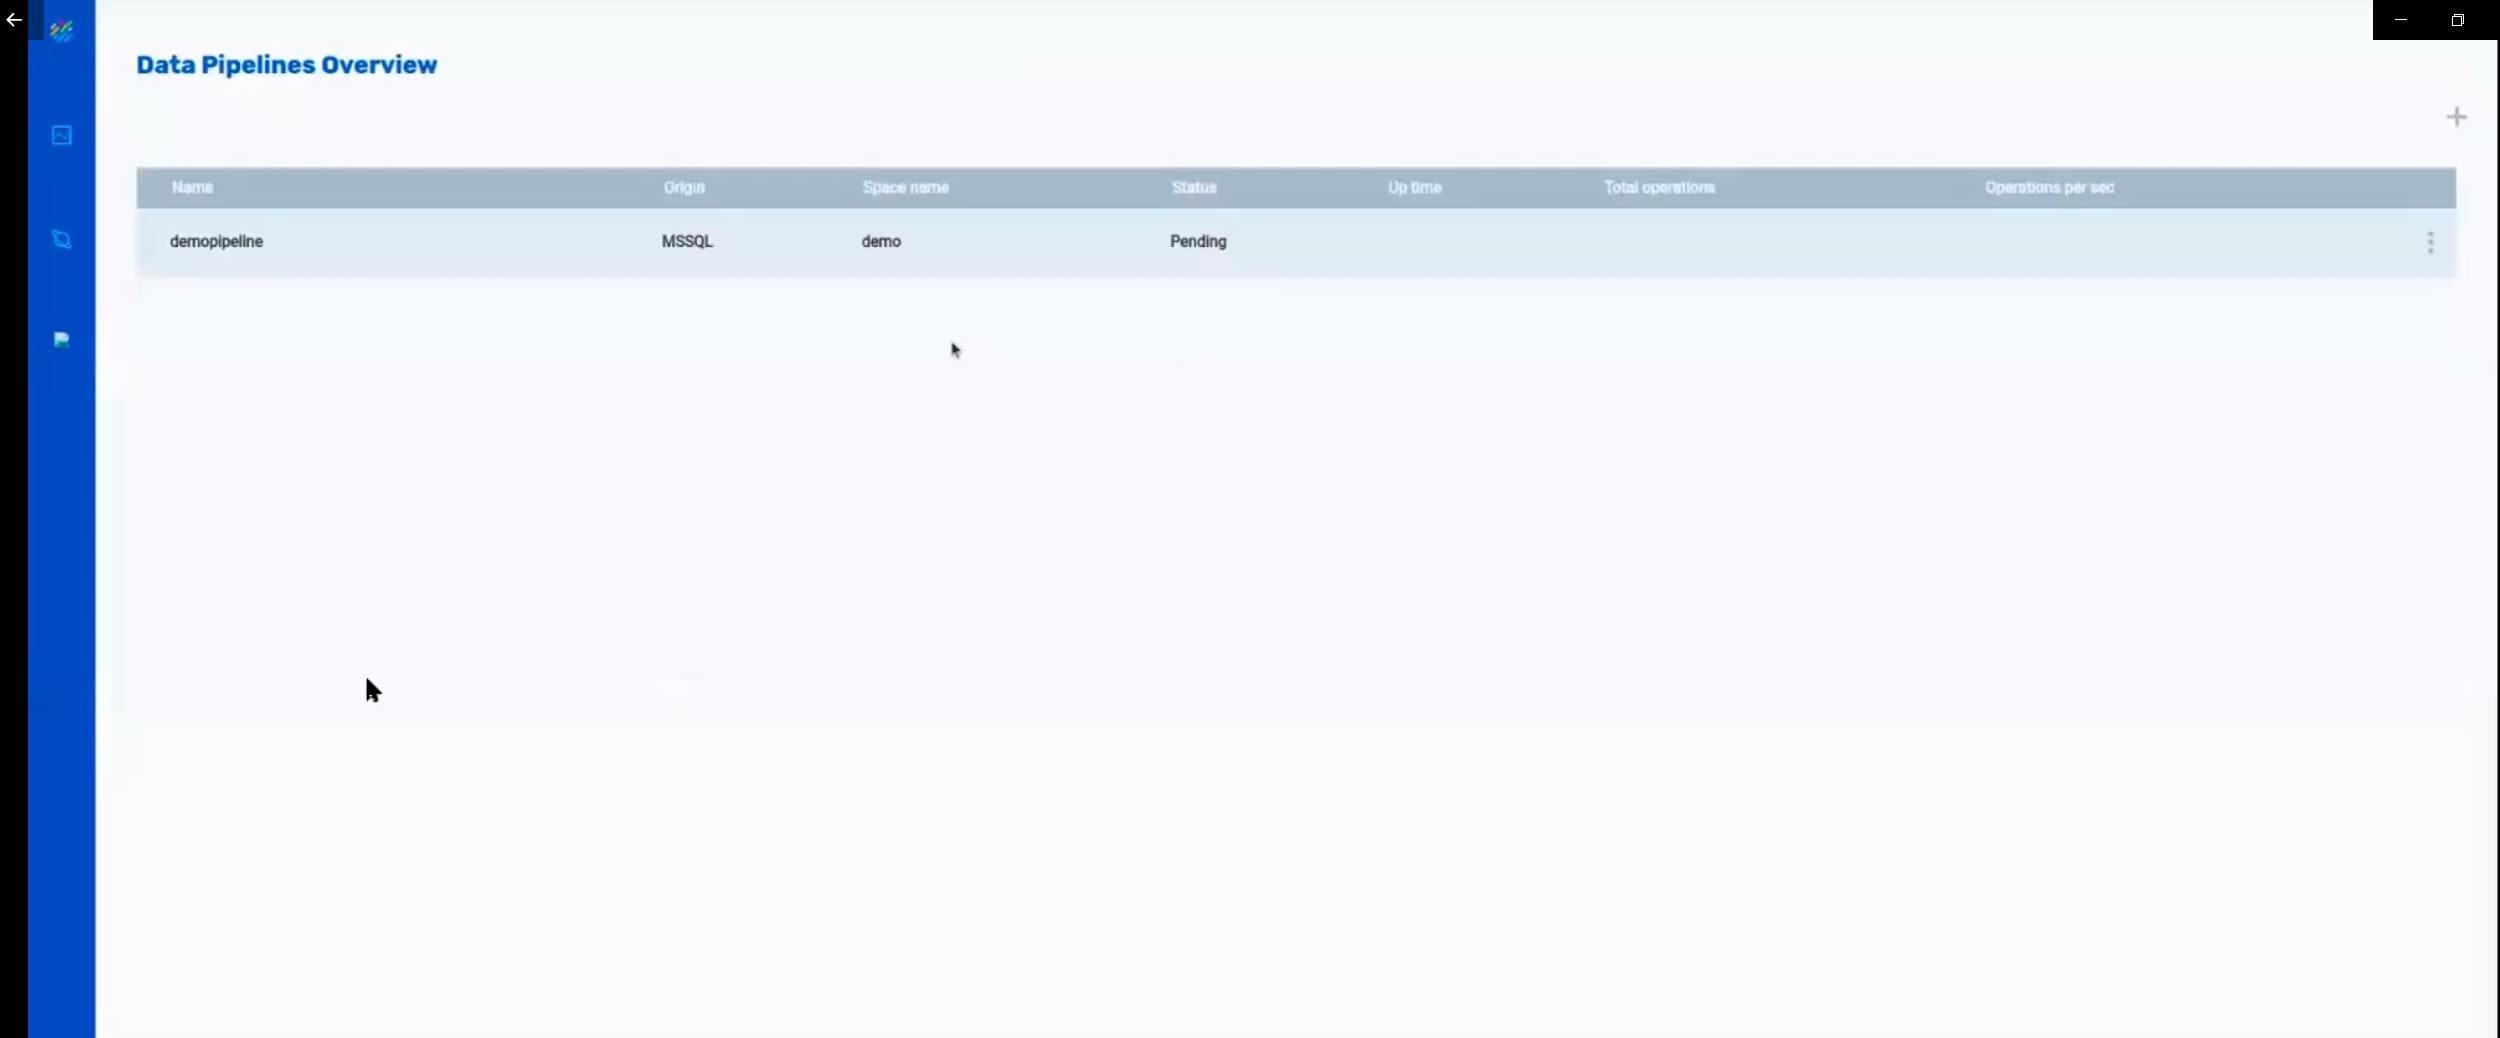 Data Pipelines Overview
Name Origin Space name Status Up time Total operations Operations per sec
demopipeline MSSQL demo Pending